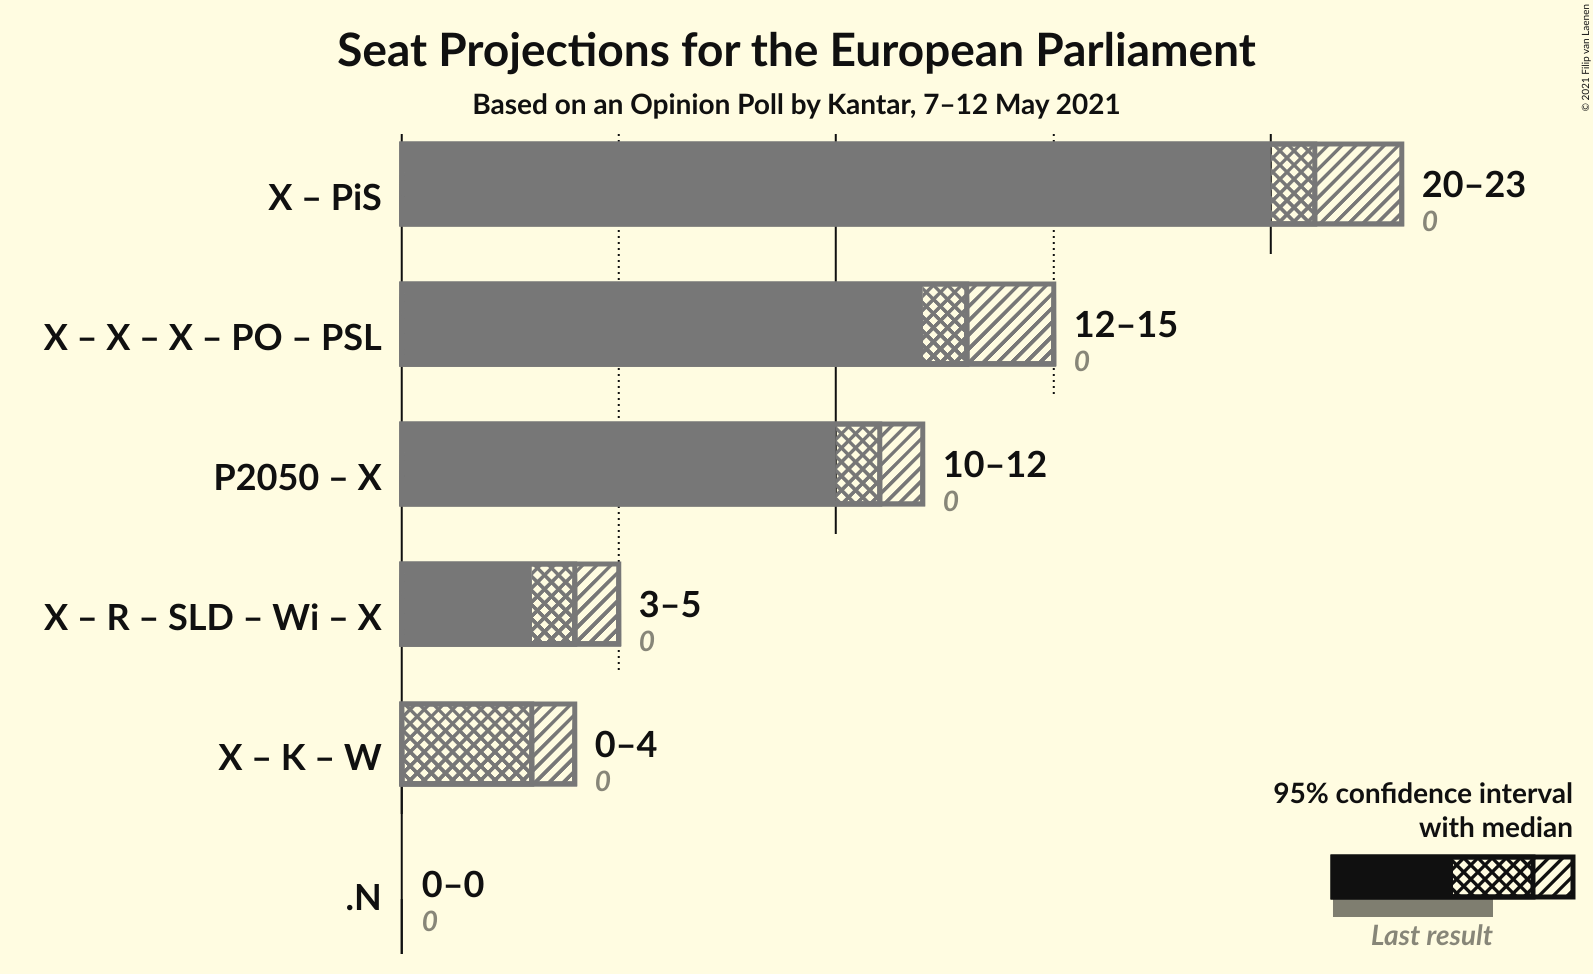 Seat Projections for the European Parliament
Based on an Opinion Poll by Kantar, 7–12 May 2021
© 2021 Filip van Laenen
X – PiS
20–23
0
X – X – X – PO – PSL
12–15
0
P2050 – X
10–12
0
X – R – SLD – Wi – X
3–5
0
X – K – W
0–4
0
.N
0–0
0
95% confidence interval
with median
Last result